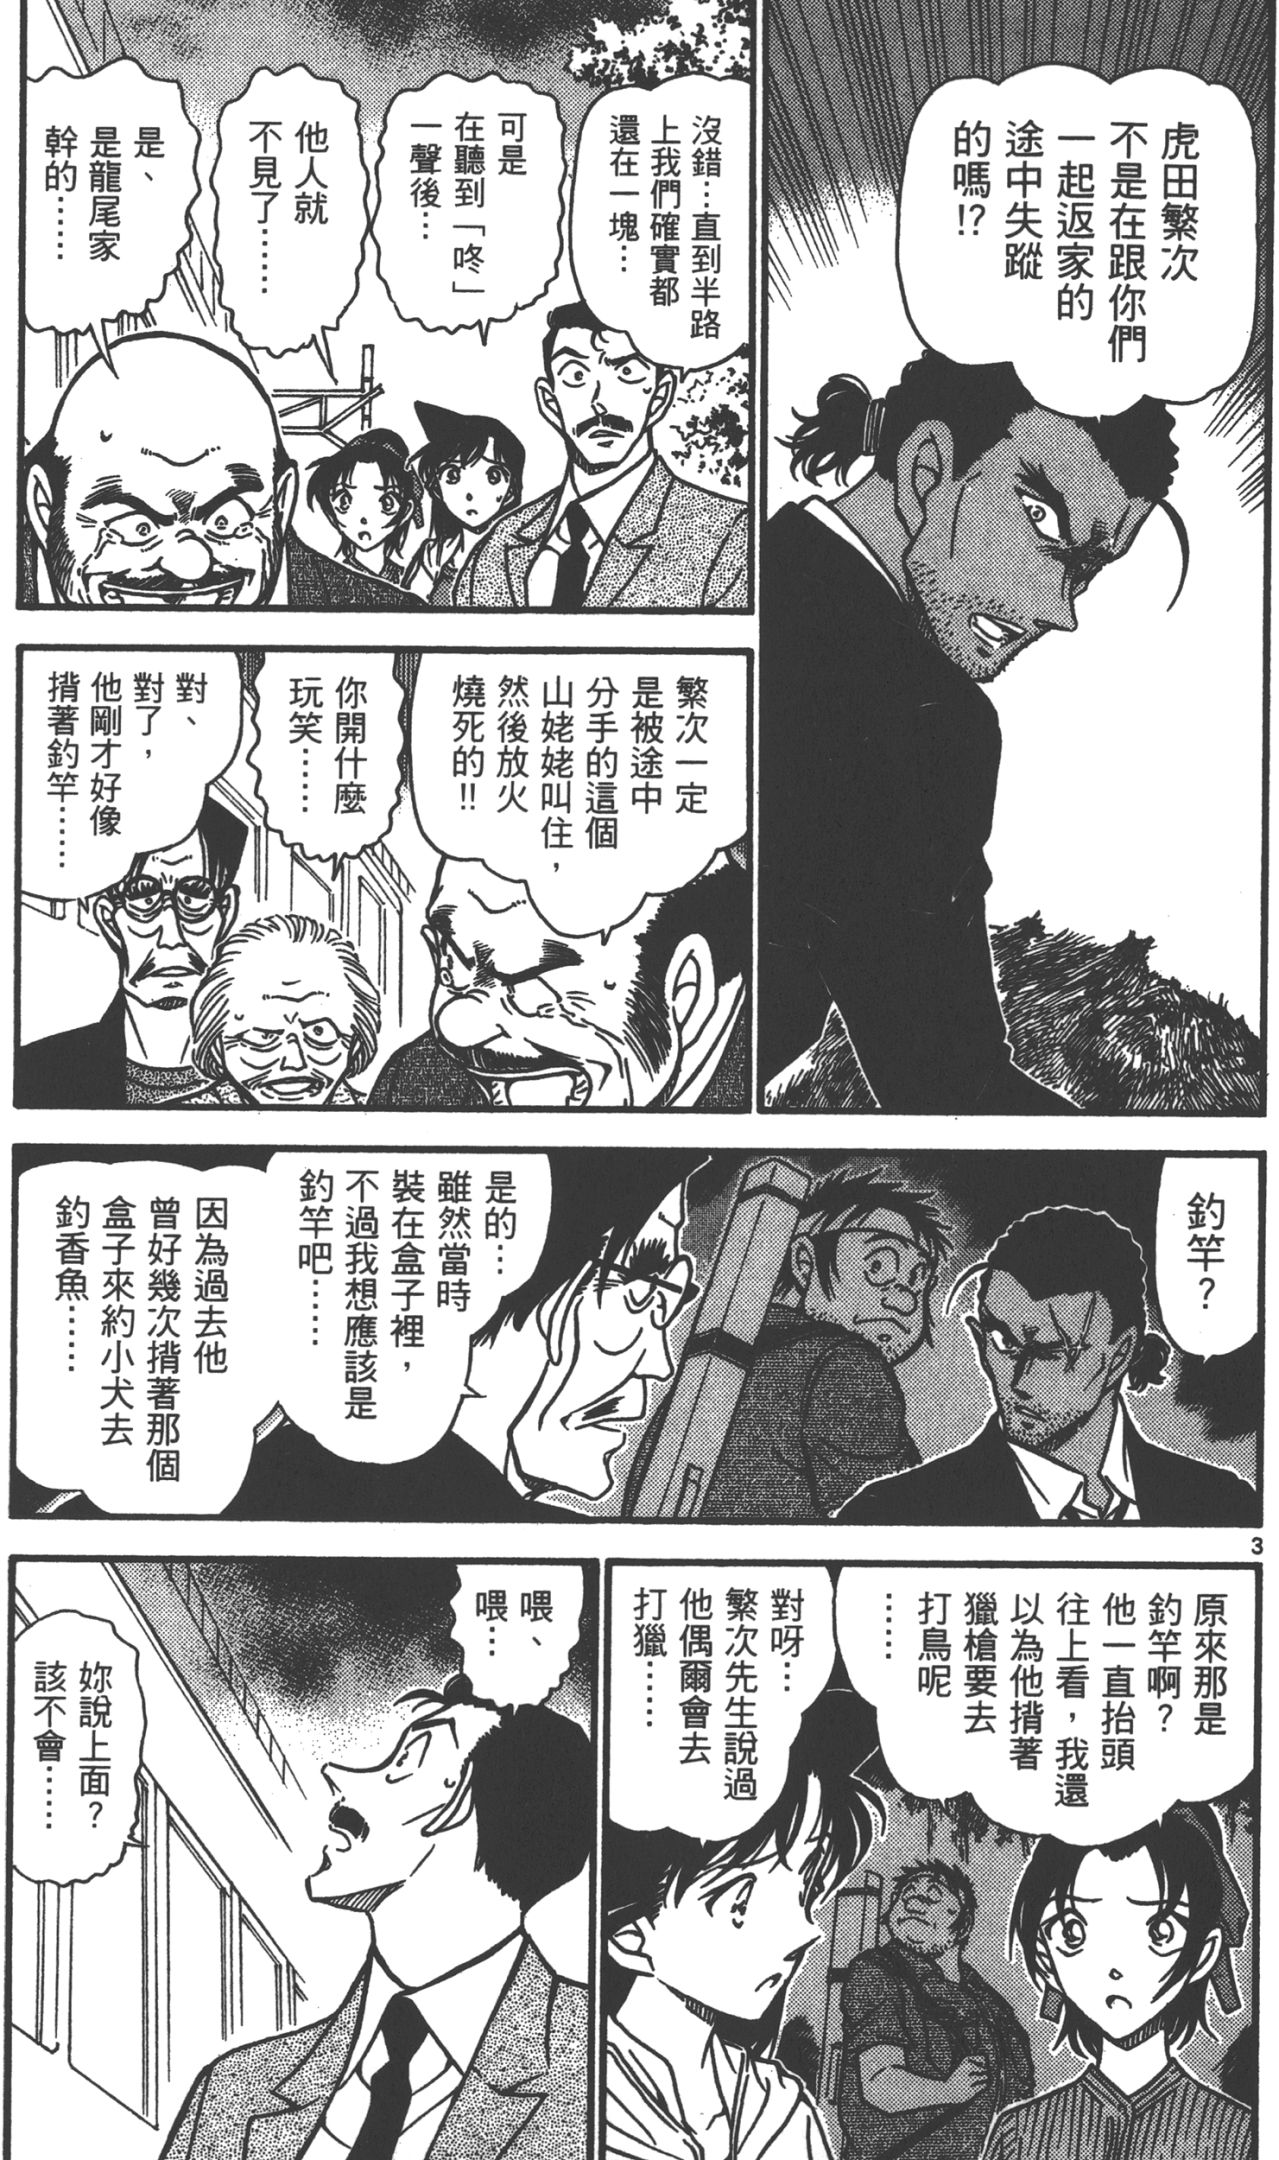 虎田繁次
不是在跟你們
一起返家的
途中失蹤
的嗎!?
沒錯…直到半路
上我們確實都
還在一塊…
可是
在聽到「咚」
一聲後…
他人就
不見了……
是、
是龍尾家
幹的……
繁次一定
是被途中
分手的這個
山姥姥叫住，
然後放火
燒死的!!
你開什麼
玩笑……
對、
對了，
他剛才好像
揹著釣竿……
釣竿？
是的…
雖然當時
裝在盒子裡，
不過我想應該是
釣竿吧……
因為過去他
曾好幾次揹著那個
盒子來約小犬去
釣香魚……
3
原來那是
釣竿啊？
他一直抬頭
往上看，我還
以為他揹著
獵槍要去
打鳥呢
……
對呀…
繁次先生說過
他偶爾會去
打獵……
喂、
喂…
妳說上面？
該不會……